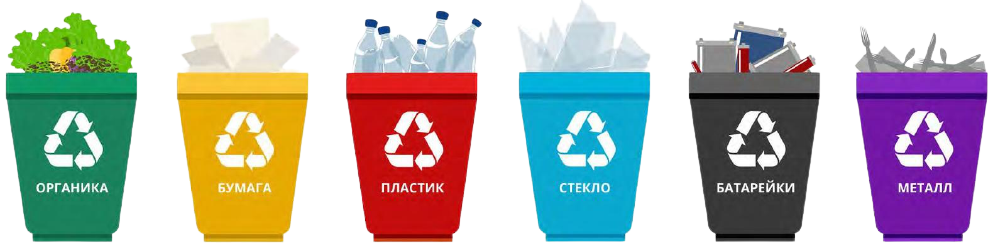 ОРГАНИКА
БУМАГА
ПЛАСТИК
СТЕКЛО
БАТАРЕЙКИ
МЕТАЛЛ